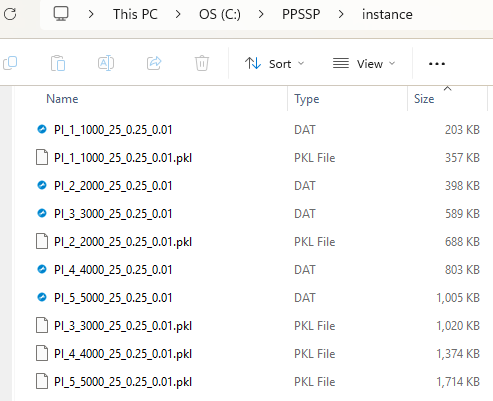 This PC > OS (C:) > PPSSP > instance
Sort View
Name Type Size
PI_1_1000_25_0.25_0.01 DAT 203 KB
PI_1_1000_25_0.25_0.01.pkl PKL File 357 KB
PI_2_2000_25_0.25_0.01 DAT 398 KB
PI_3_3000_25_0.25_0.01 DAT 589 KB
PI_2_2000_25_0.25_0.01.pkl PKL File 688 KB
PI_4_4000_25_0.25_0.01 DAT 803 KB
PI_5_5000_25_0.25_0.01 DAT 1,005 KB
PI_3_3000_25_0.25_0.01.pkl PKL File 1,020 KB
PI_4_4000_25_0.25_0.01.pkl PKL File 1,374 KB
PI_5_5000_25_0.25_0.01.pkl PKL File 1,714 KB